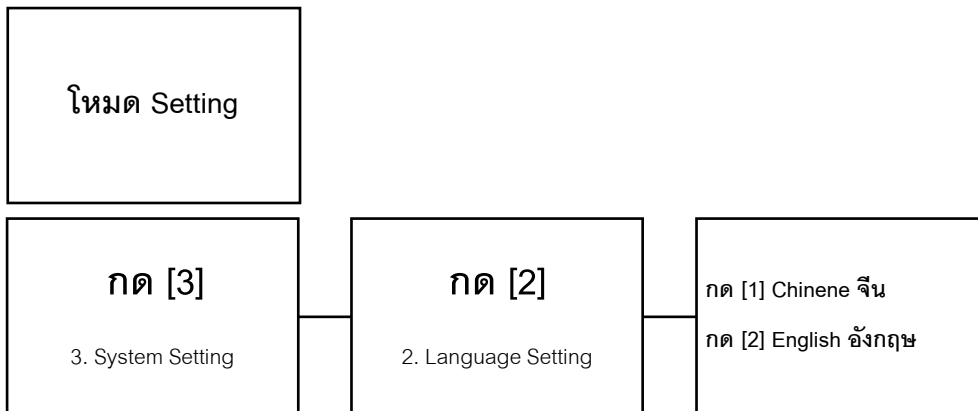 โหมด Setting
กด [3]
3. System Setting
กด [2]
2. Language Setting
กด [1] Chinene จีน
กด [2] English อังกฤษ